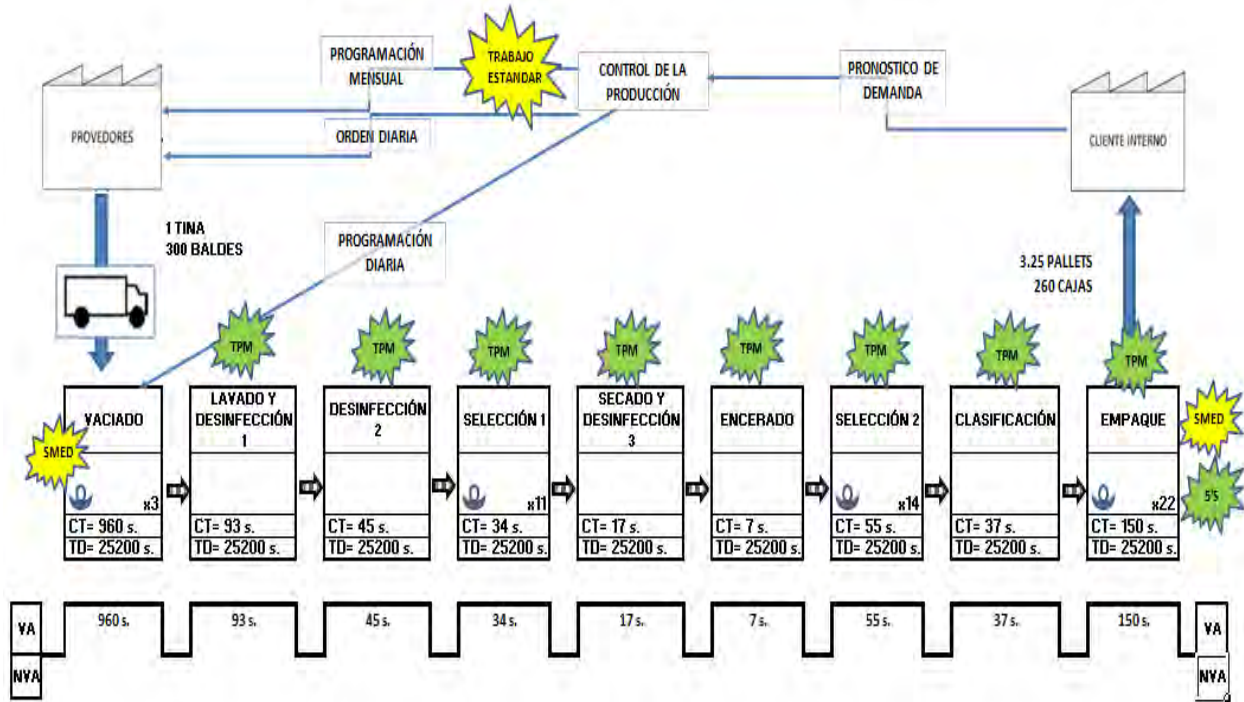 PROGRAMACIÓN
MENSUAL
TRABAJO
ESTANDAR
CONTROL DE LA
PRODUCCIÓN
PRONOSTICO DE
DEMANDA
PROVEDORES
ORDEN DIARIA
CLIENTE INTERNO
1 TINA
300 BALDES
PROGRAMACIÓN
DIARIA
3.25 PALLETS
260 CAJAS
TPM
TPM
TPM
TPM
TPM
TPM
TPM
TPM
SMED
VACIADO
x3
CT= 960 s.
TD= 25200 s.
LAVADO Y
DESINFECCIÓN
1
CT= 93 s.
TD= 25200 s.
DESINFECCIÓN
2
CT= 45 s.
TD= 25200 s.
SELECCIÓN 1
x11
CT= 34 s.
TD= 25200 s.
SECADO Y
DESINFECCIÓN
3
CT= 17 s.
TD= 25200 s.
ENCERADO
CT= 7 s.
TD= 25200 s.
SELECCIÓN 2
x14
CT= 55 s.
TD= 25200 s.
CLASIFICACIÓN
CT= 37 s.
TD= 25200 s.
EMPAQUE
x22
CT= 150 s.
TD= 25200 s.
SMED
5'S
VA
960 s.
93 s.
45 s.
34 s.
17 s.
7 s.
55 s.
37 s.
150 s.
VA
NVA
NVA